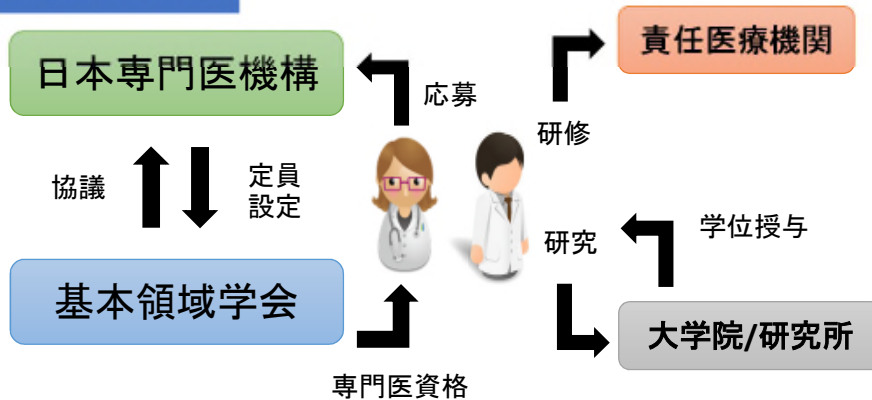 日本専門医機構
応募
責任医療機関
研修
協議
定員
設定
研究
学位授与
基本領域学会
大学院/研究所
専門医資格